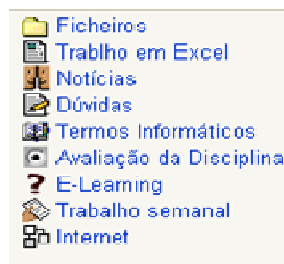 Ficheiros
Trablho em Excel
Notícias
Dúvidas
Termos Informáticos
Avaliação da Disciplina
E-Learning
Trabalho semanal
Internet